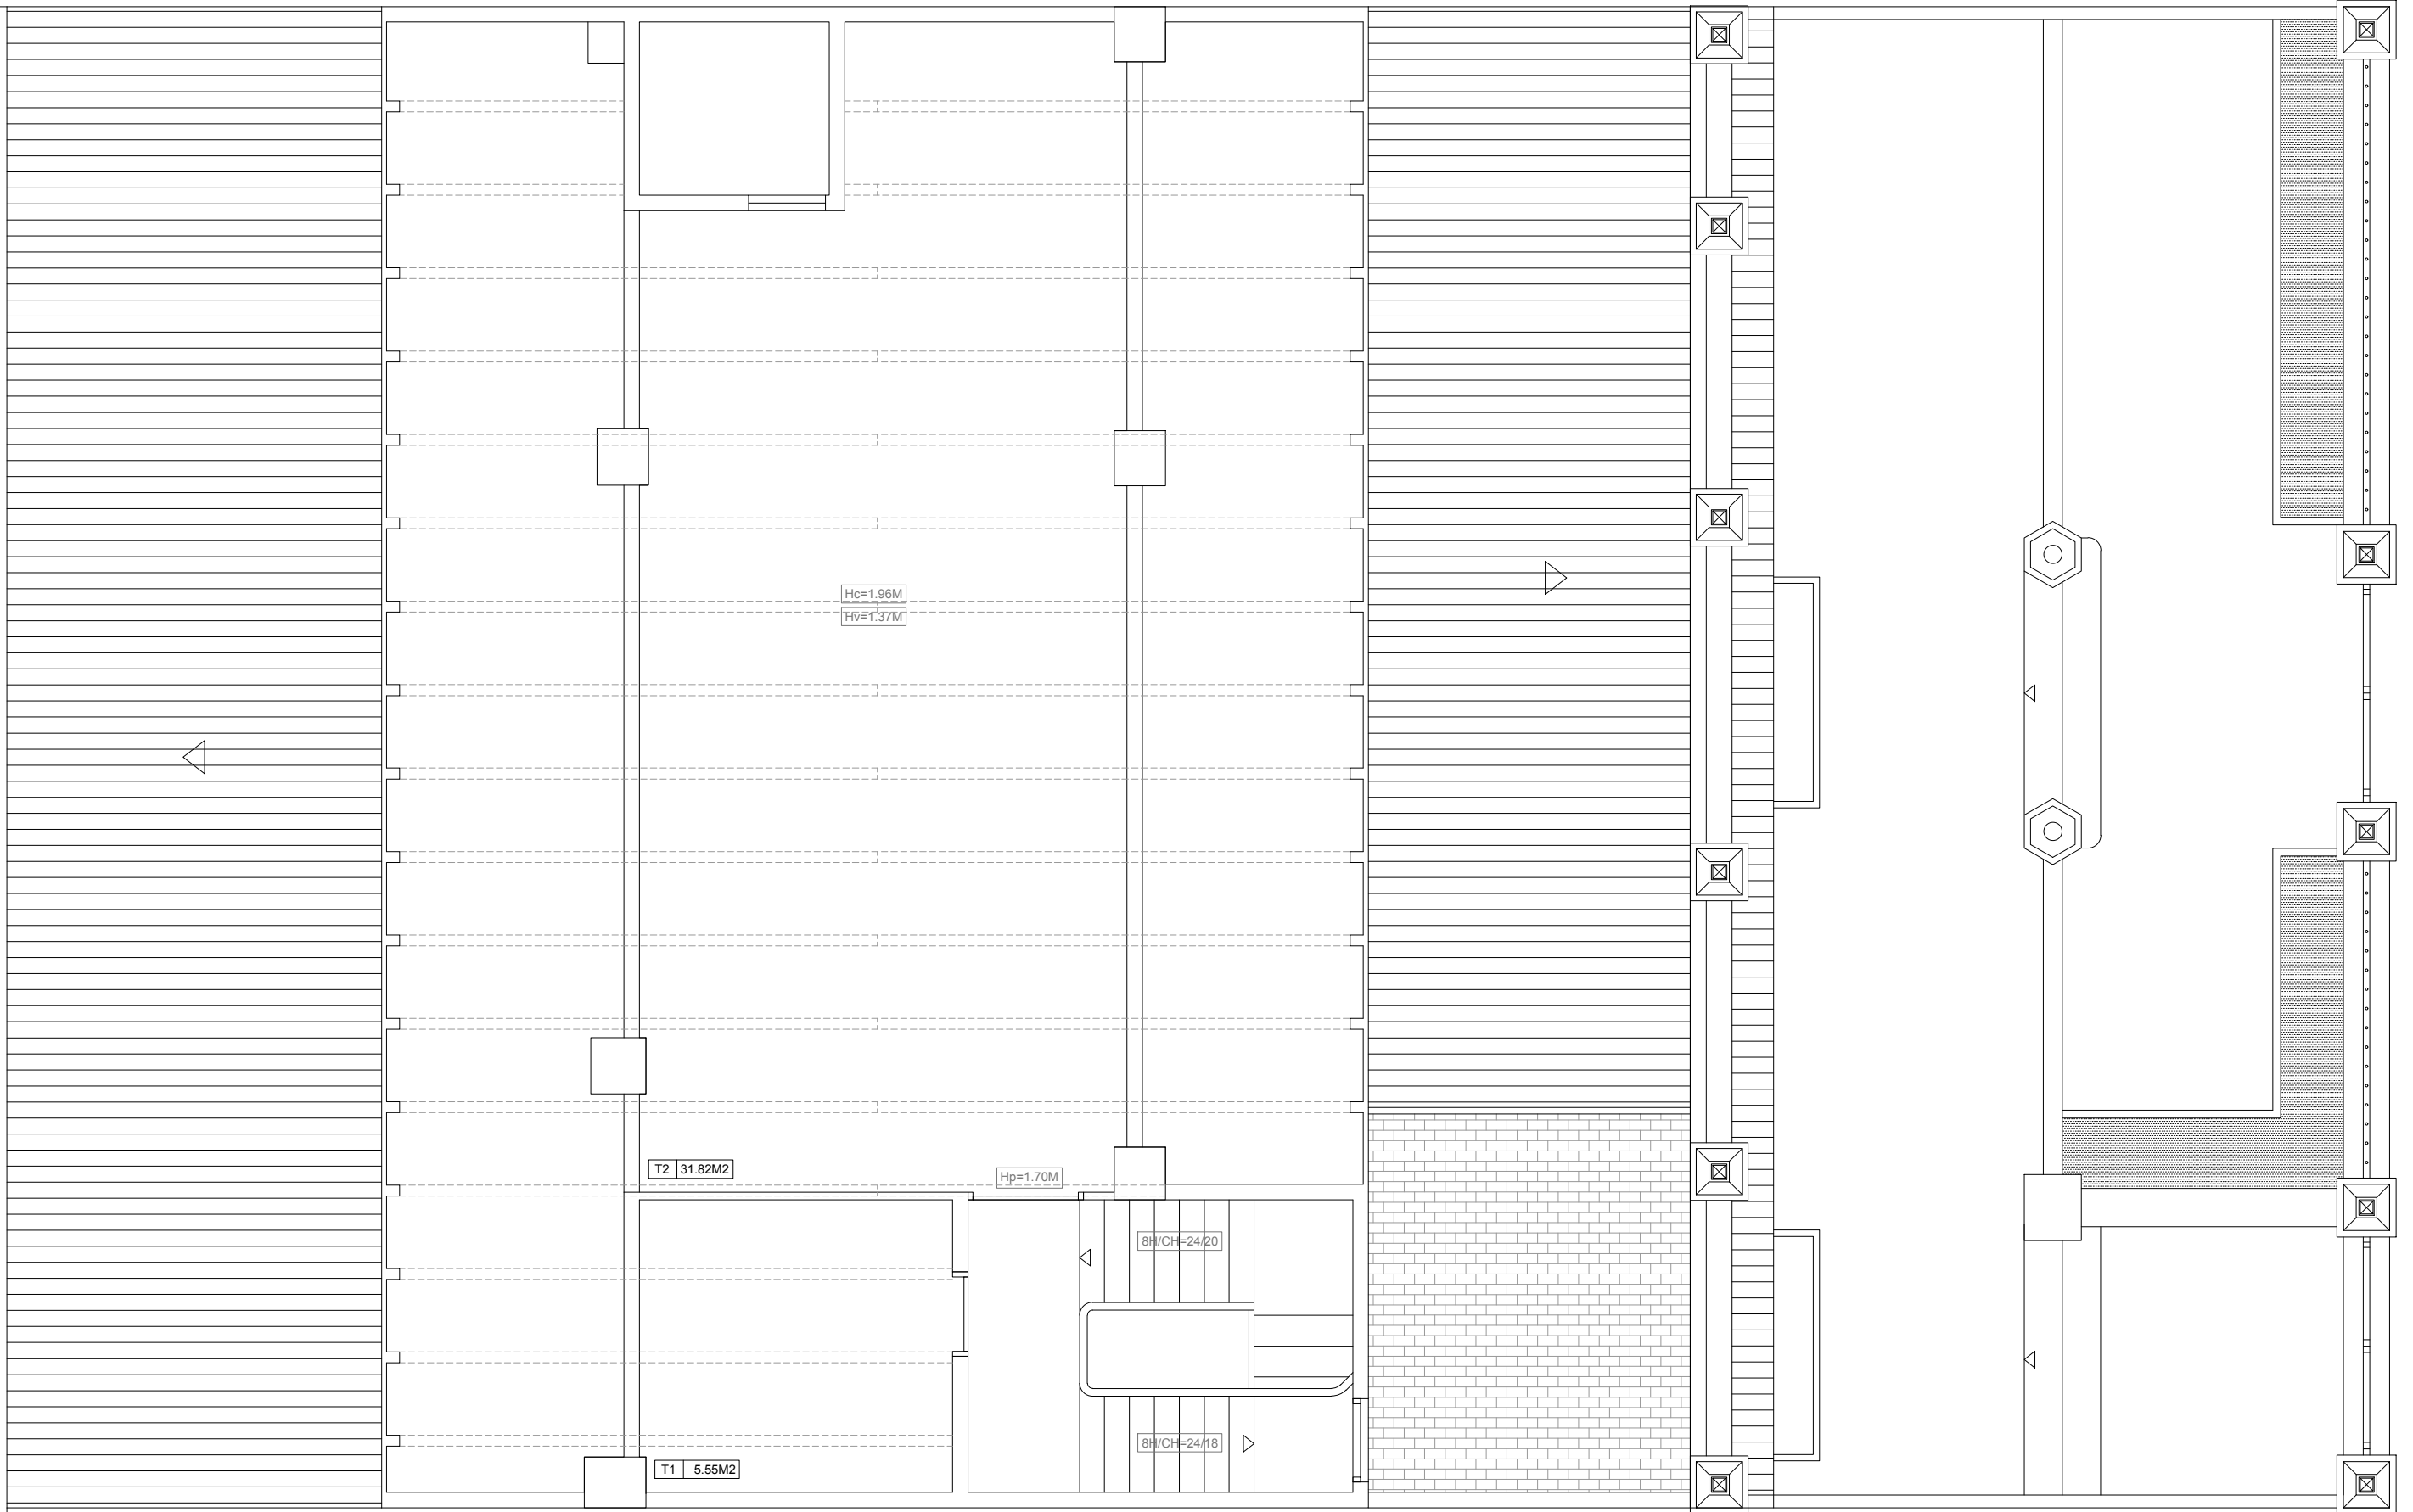 Hc=1.96M
Hv=1.37M
T2 31.82M2
Hp=1.70M
8H/CH=24/20
8H/CH=24/18
T1 5.55M2